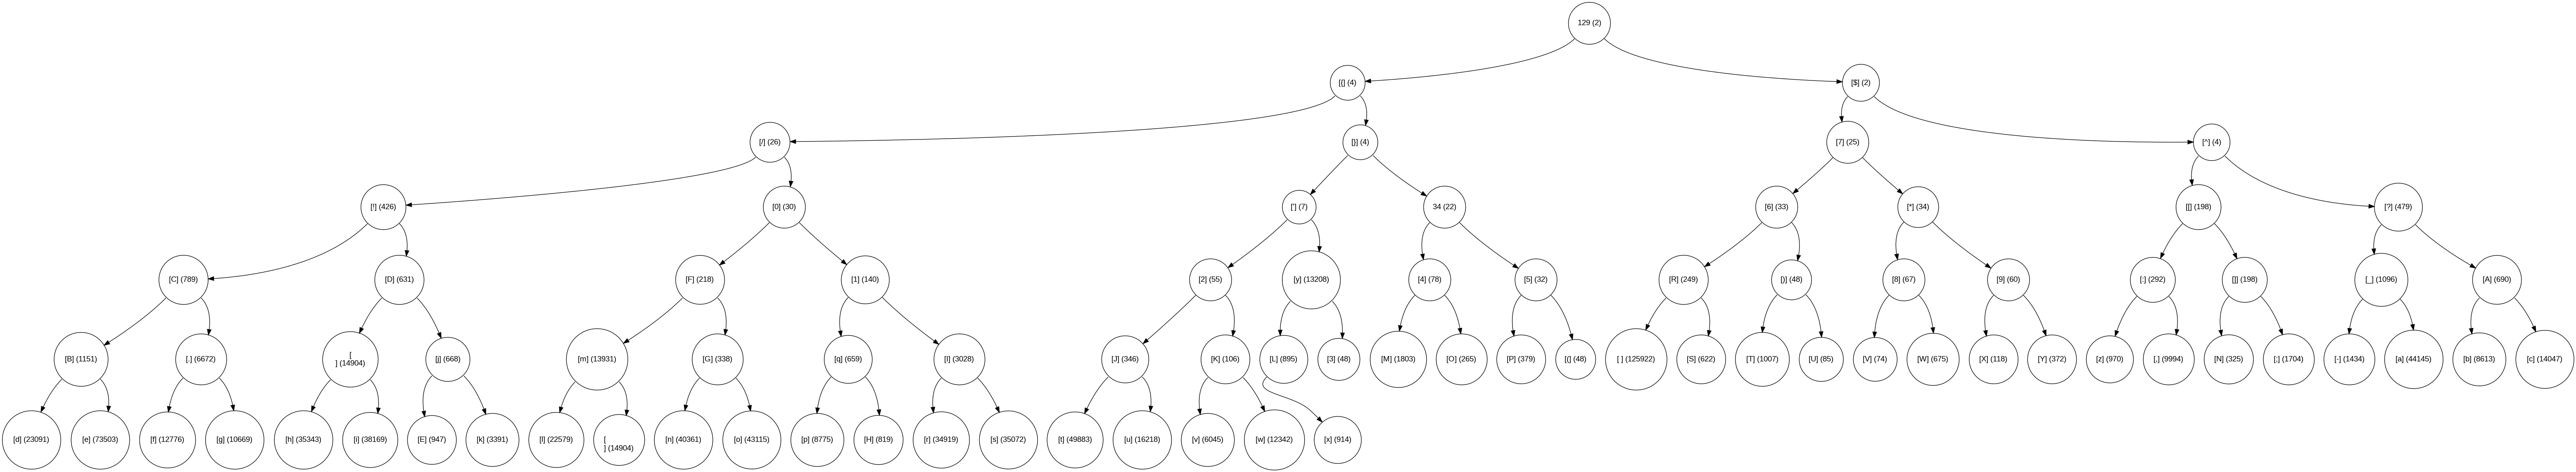 129 (2)
[(] (4)
[$] (2)
[/] (26)
[}] (4)
[7] (25)
[^] (4)
[!] (426)
[0] (30)
['] (7)
34 (22)
[6] (33)
[*] (34)
[[] (198)
[?] (479)
[C] (789)
[D] (631)
[F] (218)
[1] (140)
[2] (55)
[y] (13208)
[4] (78)
[5] (32)
[R] (249)
[)] (48)
[8] (67)
[9] (60)
[:] (292)
[]] (198)
[_] (1096)
[A] (690)
[B] (1151)
[.] (6672)
[
] (14904)
[j] (668)
[m] (13931)
[G] (338)
[q] (659)
[I] (3028)
[J] (346)
[K] (106)
[L] (895)
[3] (48)
[M] (1803)
[O] (265)
[P] (379)
[(] (48)
[ ] (125922)
[S] (622)
[T] (1007)
[U] (85)
[V] (74)
[W] (675)
[X] (118)
[Y] (372)
[z] (970)
[,] (9994)
[N] (325)
[;] (1704)
[-] (1434)
[a] (44145)
[b] (8613)
[c] (14047)
[d] (23091)
[e] (73503)
[f] (12776)
[g] (10669)
[h] (35343)
[i] (38169)
[E] (947)
[k] (3391)
[l] (22579)
[
] (14904)
[n] (40361)
[o] (43115)
[p] (8775)
[H] (819)
[r] (34919)
[s] (35072)
[t] (49883)
[u] (16218)
[v] (6045)
[w] (12342)
[x] (914)